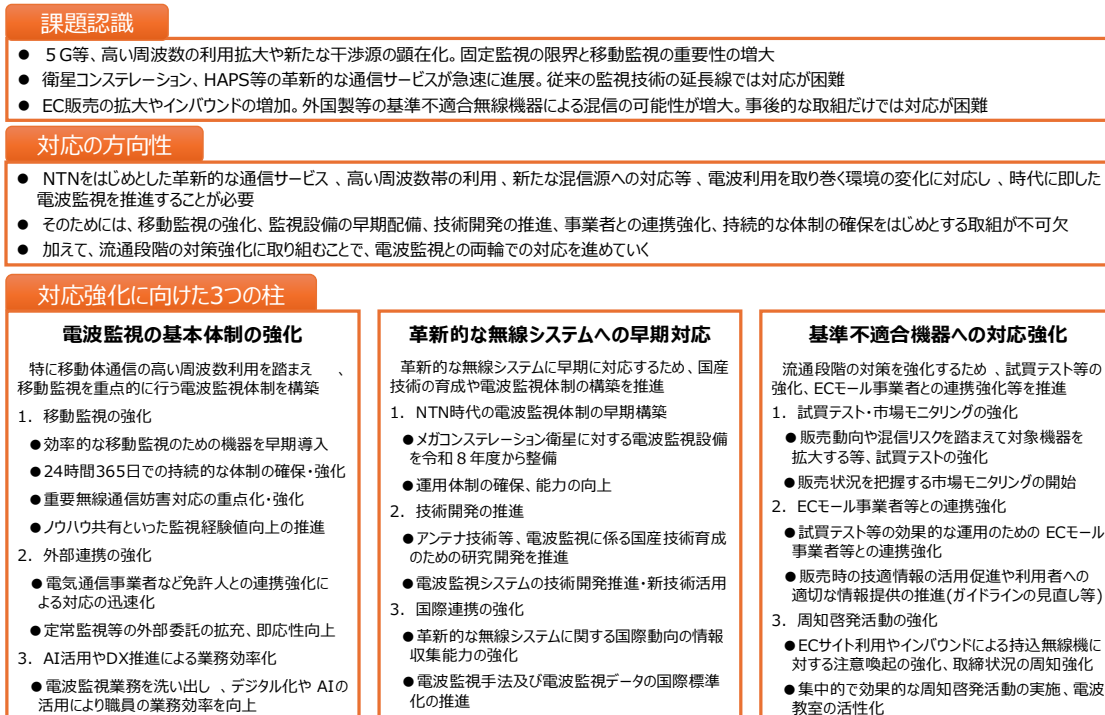 課題認識
● 5G等、高い周波数の利用拡大や新たな干渉源の顕在化。固定監視の限界と移動監視の重要性の増大
● 衛星コンステレーション、HAPS等の革新的な通信サービスが急速に進展。従来の監視技術の延長線では対応が困難
● EC販売の拡大やインバウンドの増加。外国製等の基準不適合無線機器による混信の可能性が増大。事後的な取組だけでは対応が困難
対応の方向性
● NTNをはじめとした革新的な通信サービス 、高い周波数帯の利用 、新たな混信源への対応等 、電波利用を取り巻く環境の変化に対応し 、時代に即した
電波監視を推進することが必要
● そのためには、移動監視の強化、監視設備の早期配備、技術開発の推進、事業者との連携強化、持続的な体制の確保をはじめとする取組が不可欠
● 加えて、流通段階の対策強化に取り組むことで、電波監視との両輪での対応を進めていく
対応強化に向けた3つの柱
電波監視の基本体制の強化
特に移動体通信の高い周波数利用を踏まえ 、
移動監視を重点的に行う電波監視体制を構築
1. 移動監視の強化
●効率的な移動監視のための機器を早期導入
●24時間365日での持続的な体制の確保・強化
●重要無線通信妨害対応の重点化・強化
●ノウハウ共有といった監視経験値向上の推進
2. 外部連携の強化
●電気通信事業者など免許人との連携強化に
よる対応の迅速化
●定常監視等の外部委託の拡充、即応性向上
3. AI活用やDX推進による業務効率化
●電波監視業務を洗い出し 、デジタル化や AIの
活用により職員の業務効率を向上
革新的な無線システムへの早期対応
革新的な無線システムに早期に対応するため、国産
技術の育成や電波監視体制の構築を推進
1. NTN時代の電波監視体制の早期構築
●メガコンステレーション衛星に対する電波監視設備
を令和8年度から整備
●運用体制の確保、能力の向上
2. 技術開発の推進
●アンテナ技術等、電波監視に係る国産技術育成
のための研究開発を推進
●電波監視システムの技術開発推進・新技術活用
3. 国際連携の強化
●革新的な無線システムに関する国際動向の情報
収集能力の強化
●電波監視手法及び電波監視データの国際標準
化の推進
基準不適合機器への対応強化
流通段階の対策を強化するため 、試買テスト等の
強化、ECモール事業者との連携強化等を推進
1. 試買テスト・市場モニタリングの強化
●販売動向や混信リスクを踏まえて対象機器を
拡大する等、試買テストの強化
●販売状況を把握する市場モニタリングの開始
2. ECモール事業者等との連携強化
●試買テスト等の効果的な運用のための ECモール
事業者等との連携強化
●販売時の技適情報の活用促進や利用者への
適切な情報提供の推進(ガイドラインの見直し等)
3. 周知啓発活動の強化
●ECサイト利用やインバウンドによる持込無線機に
対する注意喚起の強化、取締状況の周知強化
●集中的で効果的な周知啓発活動の実施、電波
教室の活性化